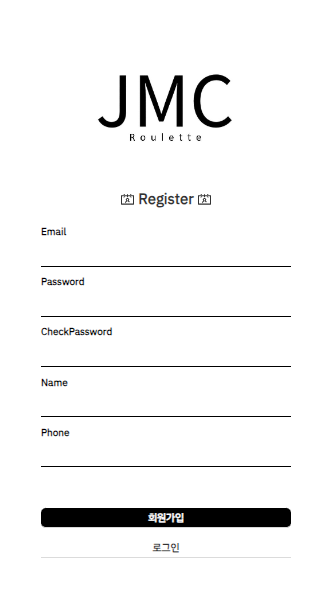 JMC
Roulette
Register
Email
Password
CheckPassword
Name
Phone
회원가입
로그인